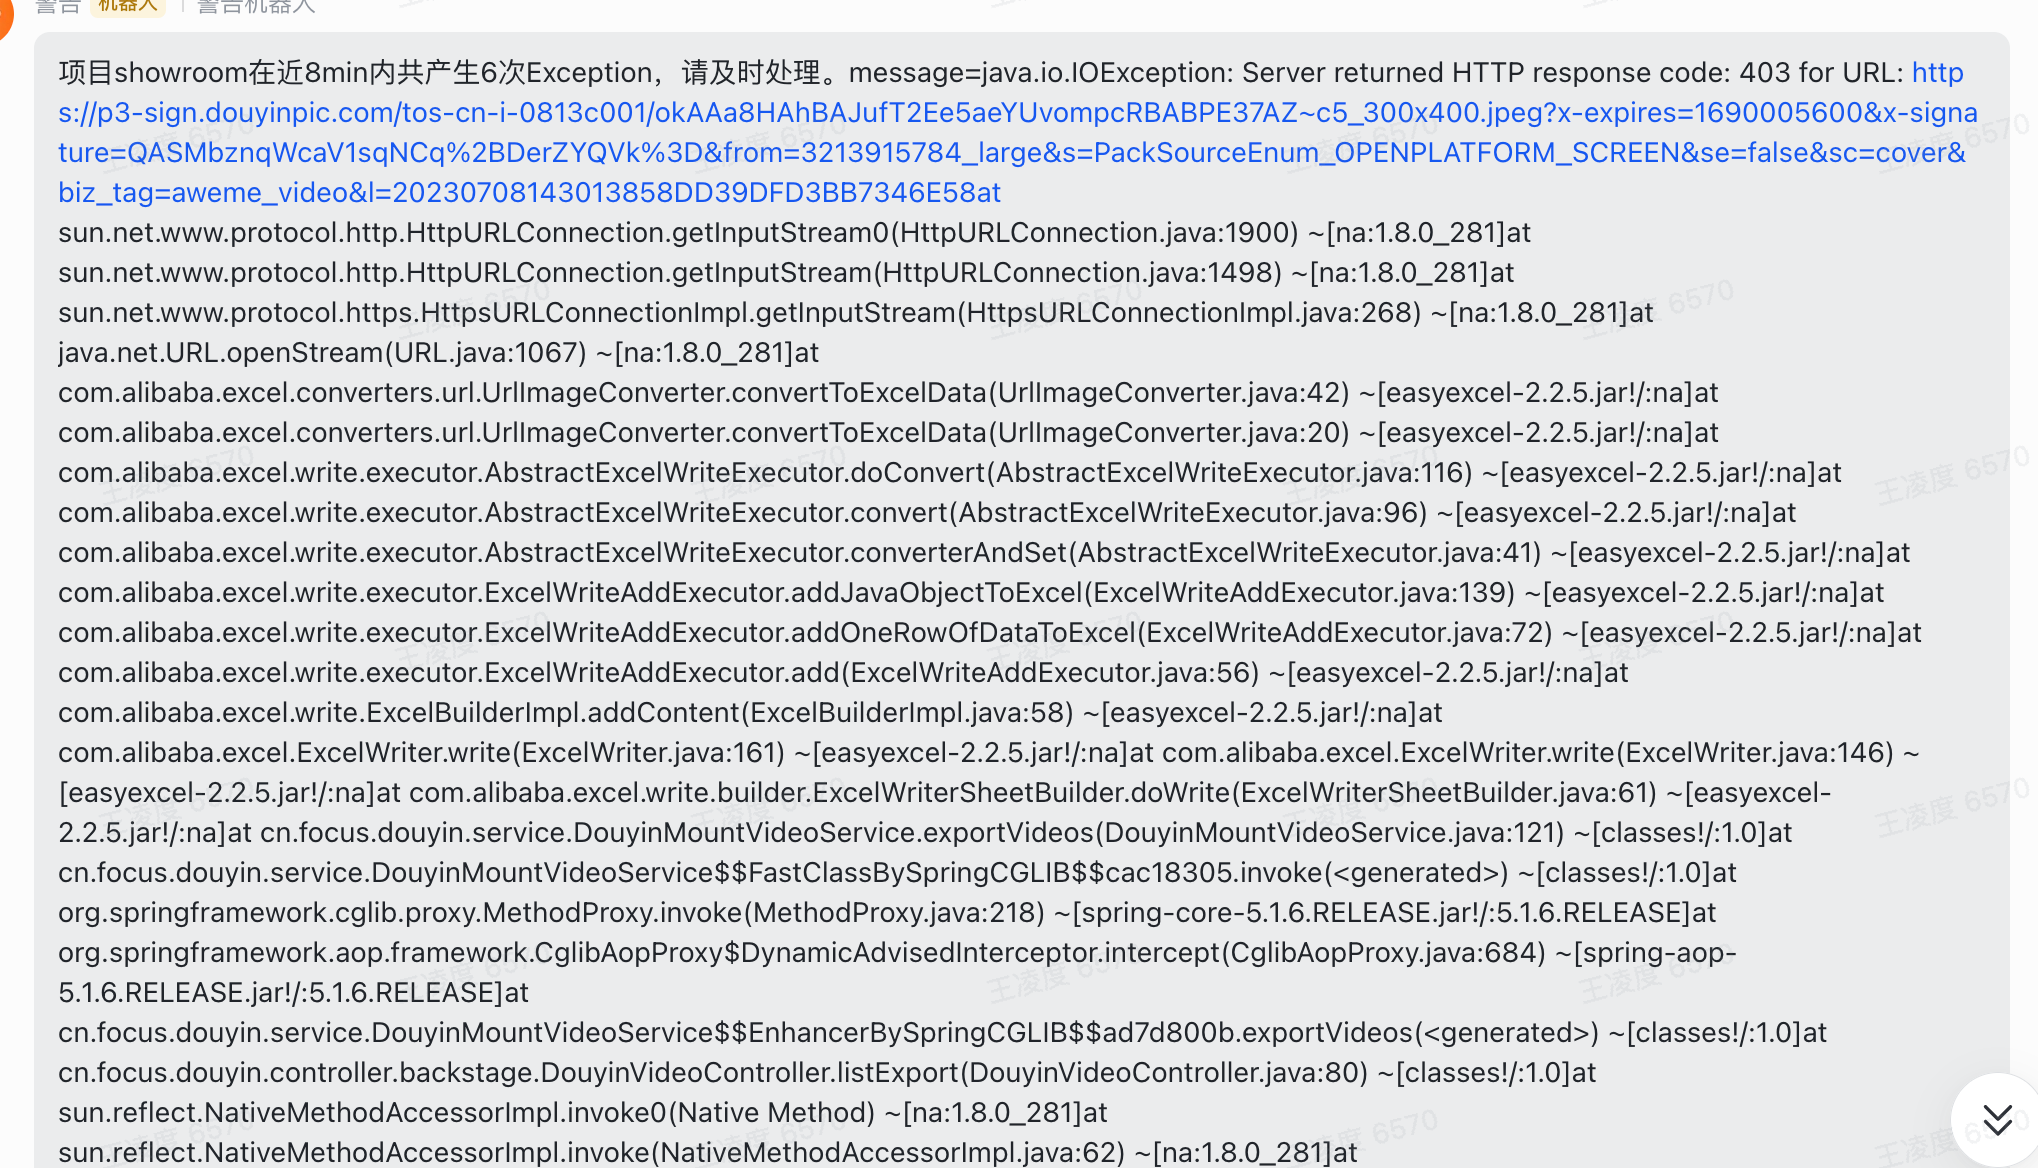 警告 机器人 | 警告机器人
项目showroom在近8min内共产生6次Exception，请及时处理。message=java.io.IOException: Server returned HTTP response code: 403 for URL: http
s://p3-sign.douyinpic.com/tos-cn-i-0813c001/okAAa8HAhBAJufT2Ee5aeYUvompcRBABPE37AZ~c5_300x400.jpeg?x-expires=1690005600&x-signa
ture=QASMbznqWcaV1sqNCq%2BDerZYQVk%3D&from=3213915784_large&s=PackSourceEnum_OPENPLATFORM_SCREEN&se=false&sc=cover&
biz_tag=aweme_video&l=20230708143013858DD39DFD3BB7346E58at
sun.net.www.protocol.http.HttpURLConnection.getInputStream0(HttpURLConnection.java:1900) ~[na:1.8.0_281]at
sun.net.www.protocol.http.HttpURLConnection.getInputStream(HttpURLConnection.java:1498) ~[na:1.8.0_281]at
sun.net.www.protocol.https.HttpsURLConnectionImpl.getInputStream(HttpsURLConnectionImpl.java:268) ~[na:1.8.0_281]at
java.net.URL.openStream(URL.java:1067) ~[na:1.8.0_281]at
com.alibaba.excel.converters.url.UrlImageConverter.convertToExcelData(UrlImageConverter.java:42) ~[easyexcel-2.2.5.jar!/:na]at
com.alibaba.excel.converters.url.UrlImageConverter.convertToExcelData(UrlImageConverter.java:20) ~[easyexcel-2.2.5.jar!/:na]at
com.alibaba.excel.write.executor.AbstractExcelWriteExecutor.doConvert(AbstractExcelWriteExecutor.java:116) ~[easyexcel-2.2.5.jar!/:na]at
com.alibaba.excel.write.executor.AbstractExcelWriteExecutor.convert(AbstractExcelWriteExecutor.java:96) ~[easyexcel-2.2.5.jar!/:na]at
com.alibaba.excel.write.executor.AbstractExcelWriteExecutor.converterAndSet(AbstractExcelWriteExecutor.java:41) ~[easyexcel-2.2.5.jar!/:na]at
com.alibaba.excel.write.executor.ExcelWriteAddExecutor.addJavaObjectToExcel(ExcelWriteAddExecutor.java:139) ~[easyexcel-2.2.5.jar!/:na]at
com.alibaba.excel.write.executor.ExcelWriteAddExecutor.addOneRowOfDataToExcel(ExcelWriteAddExecutor.java:72) ~[easyexcel-2.2.5.jar!/:na]at
com.alibaba.excel.write.executor.ExcelWriteAddExecutor.add(ExcelWriteAddExecutor.java:56) ~[easyexcel-2.2.5.jar!/:na]at
com.alibaba.excel.write.ExcelBuilderImpl.addContent(ExcelBuilderImpl.java:58) ~[easyexcel-2.2.5.jar!/:na]at
com.alibaba.excel.ExcelWriter.write(ExcelWriter.java:161) ~[easyexcel-2.2.5.jar!/:na]at com.alibaba.excel.ExcelWriter.write(ExcelWriter.java:146) ~
[easyexcel-2.2.5.jar!/:na]at com.alibaba.excel.write.builder.ExcelWriterSheetBuilder.doWrite(ExcelWriterSheetBuilder.java:61) ~[easyexcel-
2.2.5.jar!/:na]at cn.focus.douyin.service.DouyinMountVideoService.exportVideos(DouyinMountVideoService.java:121) ~[classes!/:1.0]at
cn.focus.douyin.service.DouyinMountVideoService$$FastClassBySpringCGLIB$$cac18305.invoke(<generated>) ~[classes!/:1.0]at
org.springframework.cglib.proxy.MethodProxy.invoke(MethodProxy.java:218) ~[spring-core-5.1.6.RELEASE.jar!/:5.1.6.RELEASE]at
org.springframework.aop.framework.CglibAopProxy$DynamicAdvisedInterceptor.intercept(CglibAopProxy.java:684) ~[spring-aop-
5.1.6.RELEASE.jar!/:5.1.6.RELEASE]at
cn.focus.douyin.service.DouyinMountVideoService$$EnhancerBySpringCGLIB$$ad7d800b.exportVideos(<generated>) ~[classes!/:1.0]at
cn.focus.douyin.controller.backstage.DouyinVideoController.listExport(DouyinVideoController.java:80) ~[classes!/:1.0]at
sun.reflect.NativeMethodAccessorImpl.invoke0(Native Method) ~[na:1.8.0_281]at
sun.reflect.NativeMethodAccessorImpl.invoke(NativeMethodAccessorImpl.java:62) ~[na:1.8.0_281]at
王凌度 6570